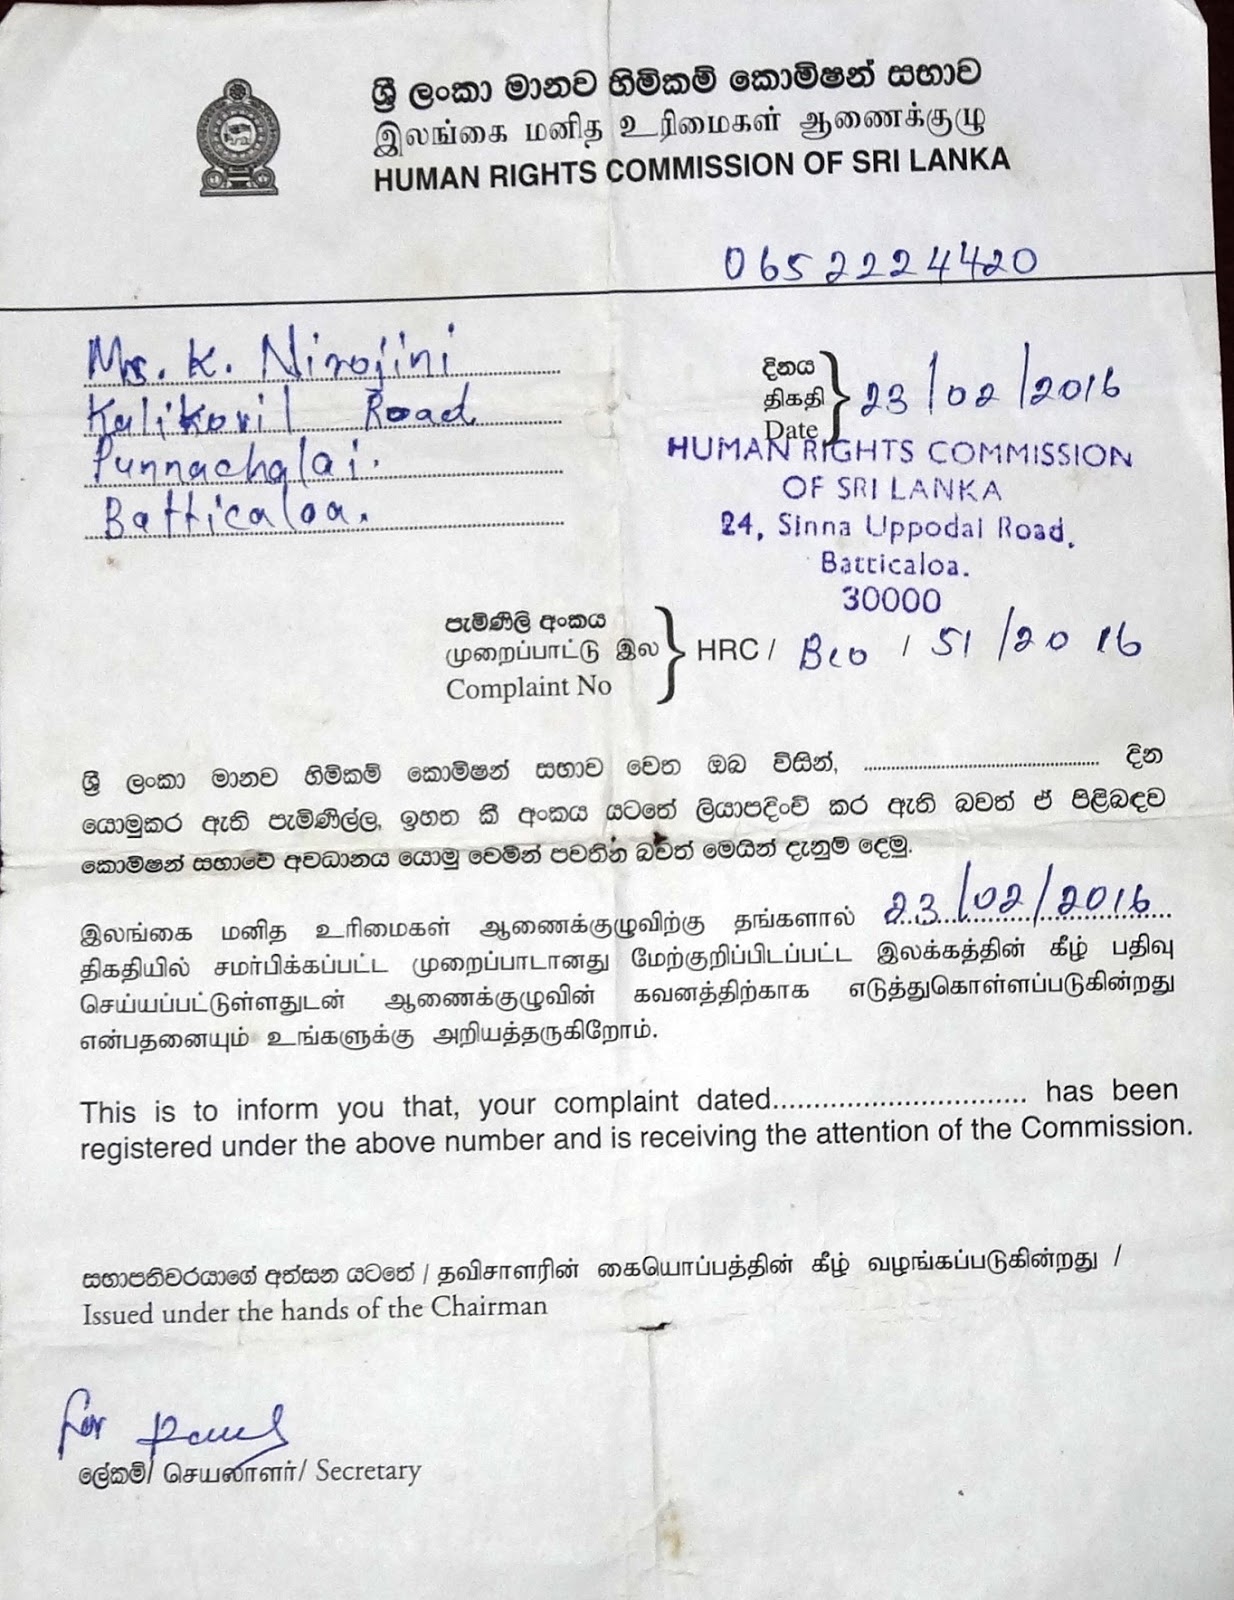 ශ්‍රී ලංකා මානව හිමිකම් කොමිෂන් සභාව
இலங்கை மனித உரிமைகள் ஆணைக்குழு
HUMAN RIGHTS COMMISSION OF SRI LANKA
065 2224420
Mrs. K. Nirojini
Kalikovil Road
Punnachalai.
Batticaloa.
දිනය
திகதி
Date
23/02/2016
HUMAN RIGHTS COMMISSION
OF SRI LANKA
24, Sinna Uppodai Road,
Batticaloa.
30000
පැමිණිලි අංකය
முறைப்பாட்டு இல
Complaint No
HRC / Bco / 51 /2016
ශ්‍රී ලංකා මානව හිමිකම් කොමිෂන් සභාව වෙත ඔබ විසින්, .................................................. දින
යොමුකර ඇති පැමිණිල්ල, ඉහත කී අංකය යටතේ ලියාපදිංචි කර ඇති බවත් ඒ පිළිබඳව
කොමිෂන් සභාවේ අවධානය යොමු වෙමින් පවතින බවත් මෙයින් දැනුම් දෙමු.
இலங்கை மனித உரிமைகள் ஆணைக்குழுவிற்கு தங்களால் 23/02/2016
திகதியில் சமர்பிக்கப்பட்ட முறைப்பாடானது மேற்குறிப்பிடப்பட்ட இலக்கத்தின் கீழ் பதிவு
செய்யப்பட்டுள்ளதுடன் ஆணைக்குழுவின் கவனத்திற்காக எடுத்துகொள்ளப்படுகின்றது
என்பதனையும் உங்களுக்கு அறியத்தருகிறோம்.
This is to inform you that, your complaint dated............................... has been
registered under the above number and is receiving the attention of the Commission.
සභාපතිවරයාගේ අත්සන යටතේ / தவிசாளரின் கையொப்பத்தின் கீழ் வழங்கப்படுகின்றது /
Issued under the hands of the Chairman
for
ලේකම්/ செயலாளர்/ Secretary